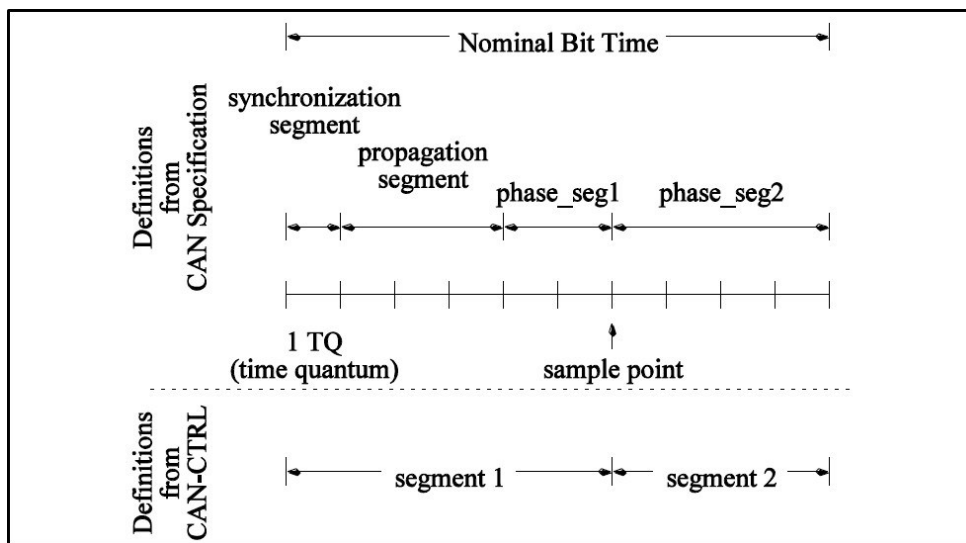 Nominal Bit Time
Definitions
from
CAN Specification
synchronization
segment
propagation
segment
phase_seg1
phase_seg2
1 TQ
(time quantum)
sample point
Definitions
from
CAN-CTRL
segment 1
segment 2